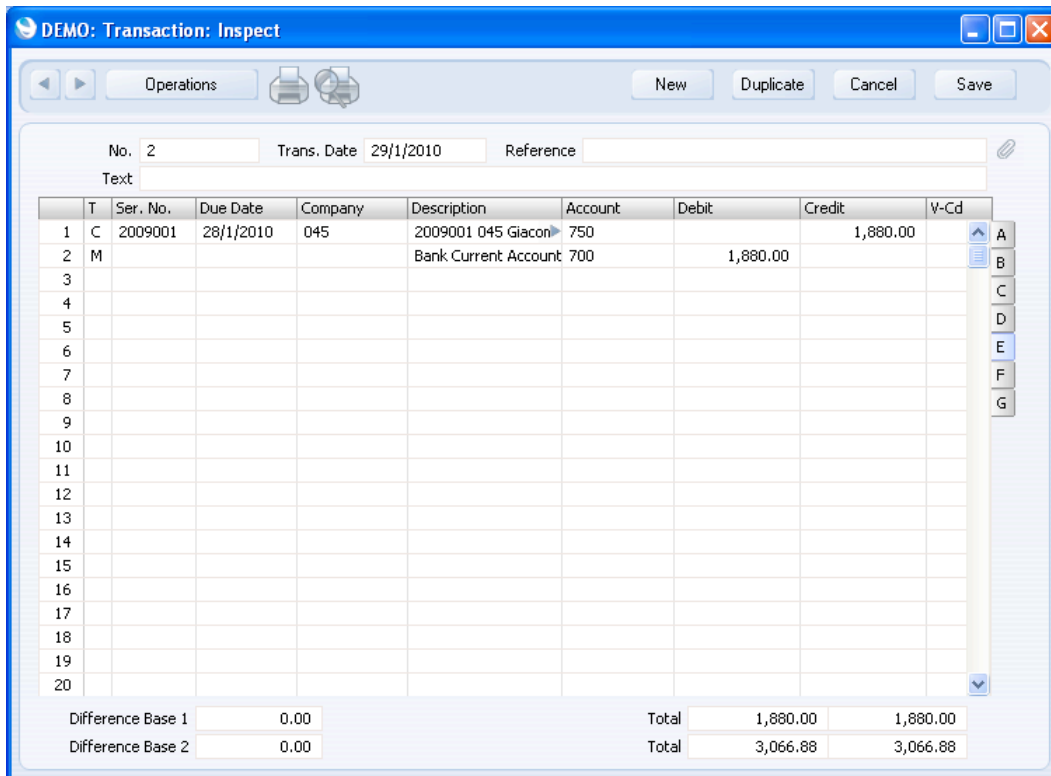 DEMO: Transaction: Inspect
Operations New Duplicate Cancel Save
No. 2 Trans. Date 29/1/2010 Reference
Text
T Ser. No. Due Date Company Description Account Debit Credit V-Cd
1 C 2009001 28/1/2010 045 2009001 045 Giacon 750 1,880.00 A
2 M Bank Current Account 700 1,880.00 B
3 C
4
5 D
6 E
7 F
8 G
9
10
11
12
13
14
15
16
17
18
19
20
Difference Base 1 0.00 Total 1,880.00 1,880.00
Difference Base 2 0.00 Total 3,066.88 3,066.88